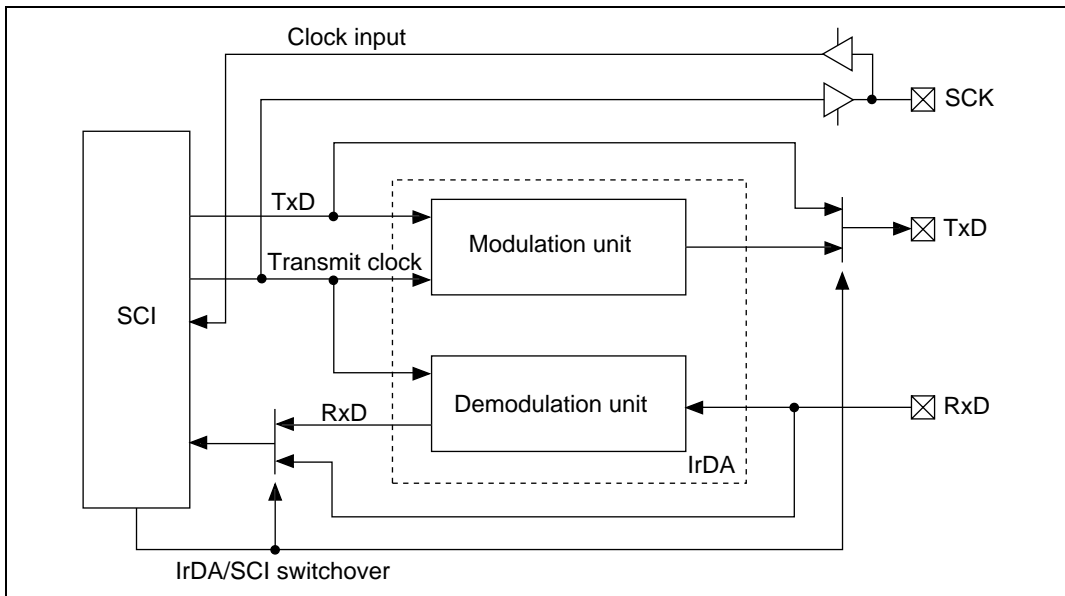 Clock input
SCK
TxD
Modulation unit
TxD
Transmit clock
SCI
Demodulation unit
RxD
RxD
IrDA
IrDA/SCI switchover